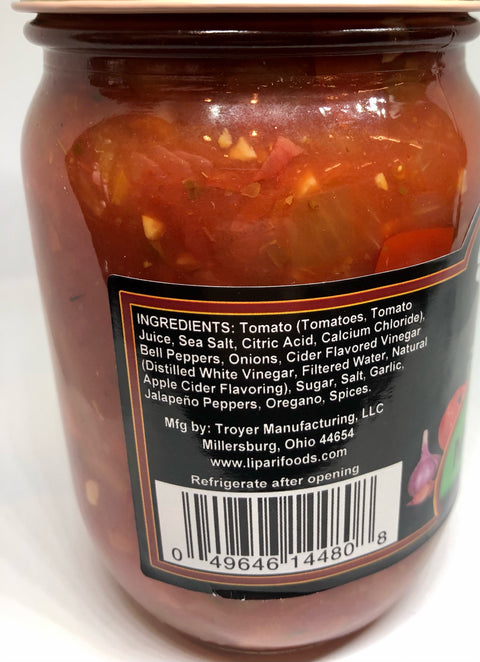 INGREDIENTS: Tomato (Tomatoes, Tomato
Juice, Sea Salt, Citric Acid, Calcium Chloride),
Bell Peppers, Onions, Cider Flavored Vinegar
(Distilled White Vinegar, Filtered Water, Natural
Apple Cider Flavoring), Sugar, Salt, Garlic,
Jalapeño Peppers, Oregano, Spices.
Mfg by: Troyer Manufacturing, LLC
Millersburg, Ohio 44654
www.liparifoods.com
Refrigerate after opening
0 49646 14480 8